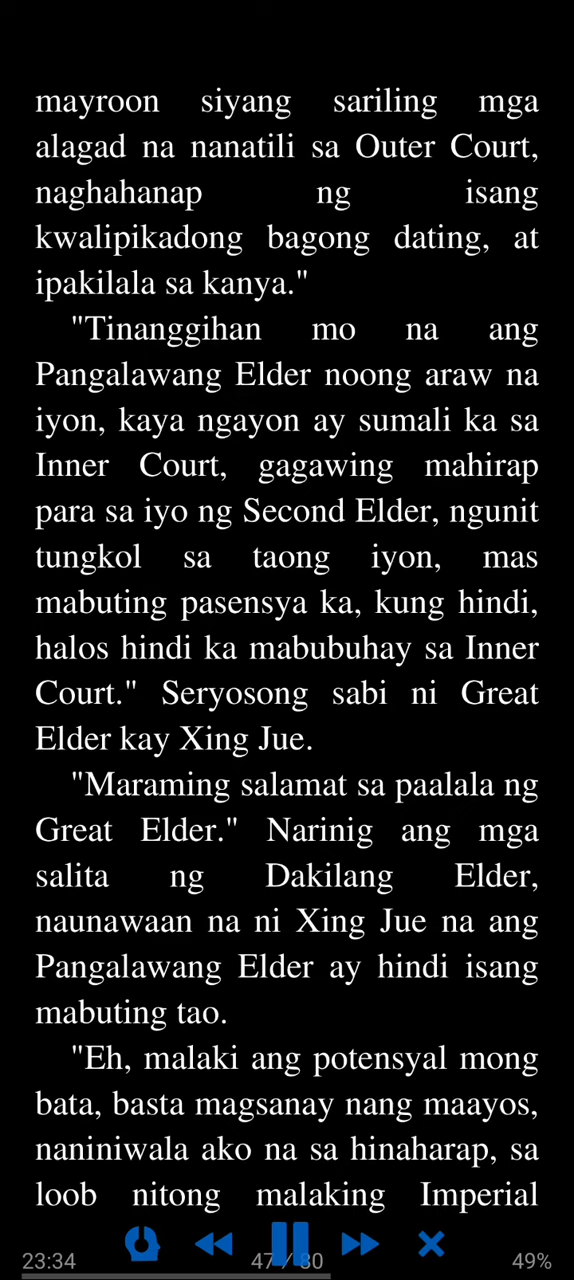 mayroon siyang sariling mga
alagad na nanatili sa Outer Court,
naghahanap ng isang
kwalipikadong bagong dating, at
ipakilala sa kanya."
"Tinanggihan mo na ang
Pangalawang Elder noong araw na
iyon, kaya ngayon ay sumali ka sa
Inner Court, gagawing mahirap
para sa iyo ng Second Elder, ngunit
tungkol sa taong iyon, mas
mabuting pasensya ka, kung hindi,
halos hindi ka mabubuhay sa Inner
Court." Seryosong sabi ni Great
Elder kay Xing Jue.
"Maraming salamat sa paalala ng
Great Elder." Narinig ang mga
salita ng Dakilang Elder,
naunawaan na ni Xing Jue na ang
Pangalawang Elder ay hindi isang
mabuting tao.
"Eh, malaki ang potensyal mong
bata, basta magsanay nang maayos,
naniniwala ako na sa hinaharap, sa
loob nitong malaking Imperial
23:34 47 / 80 49%